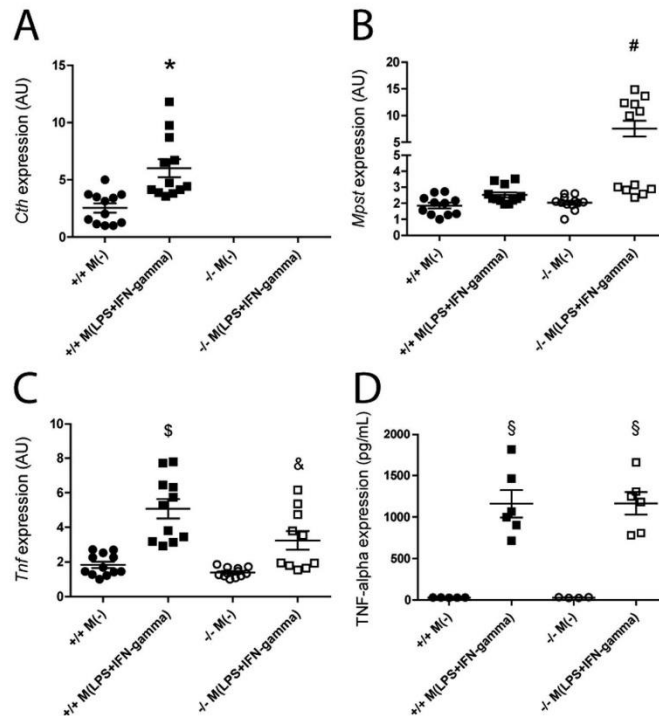 A
Cth expression (AU)
15
10
5
0
*
+/+ M(-)
+/+ M(LPS+IFN-gamma)
-/- M(-)
-/- M(LPS+IFN-gamma)
B
Mpst expression (AU)
20
15
10
5
4
3
2
1
0
#
+/+ M(-)
+/+ M(LPS+IFN-gamma)
-/- M(-)
-/- M(LPS+IFN-gamma)
C
Tnf expression (AU)
10
8
6
4
2
0
$
&
+/+ M(-)
+/+ M(LPS+IFN-gamma)
-/- M(-)
-/- M(LPS+IFN-gamma)
D
TNF-alpha expression (pg/mL)
2000
1500
1000
500
0
§
§
+/+ M(-)
+/+ M(LPS+IFN-gamma)
-/- M(-)
-/- M(LPS+IFN-gamma)